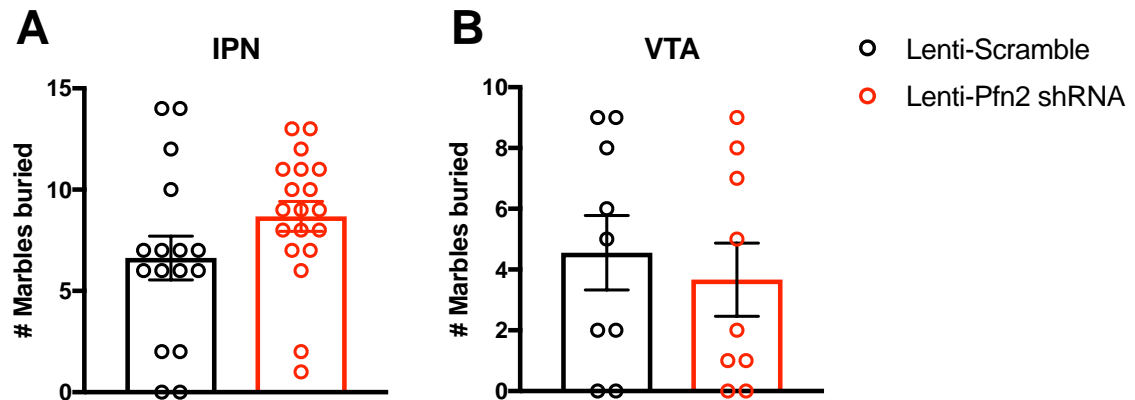 A
IPN
# Marbles buried
15
10
5
0
B
VTA
# Marbles buried
10
8
6
4
2
0
Lenti-Scramble
Lenti-Pfn2 shRNA